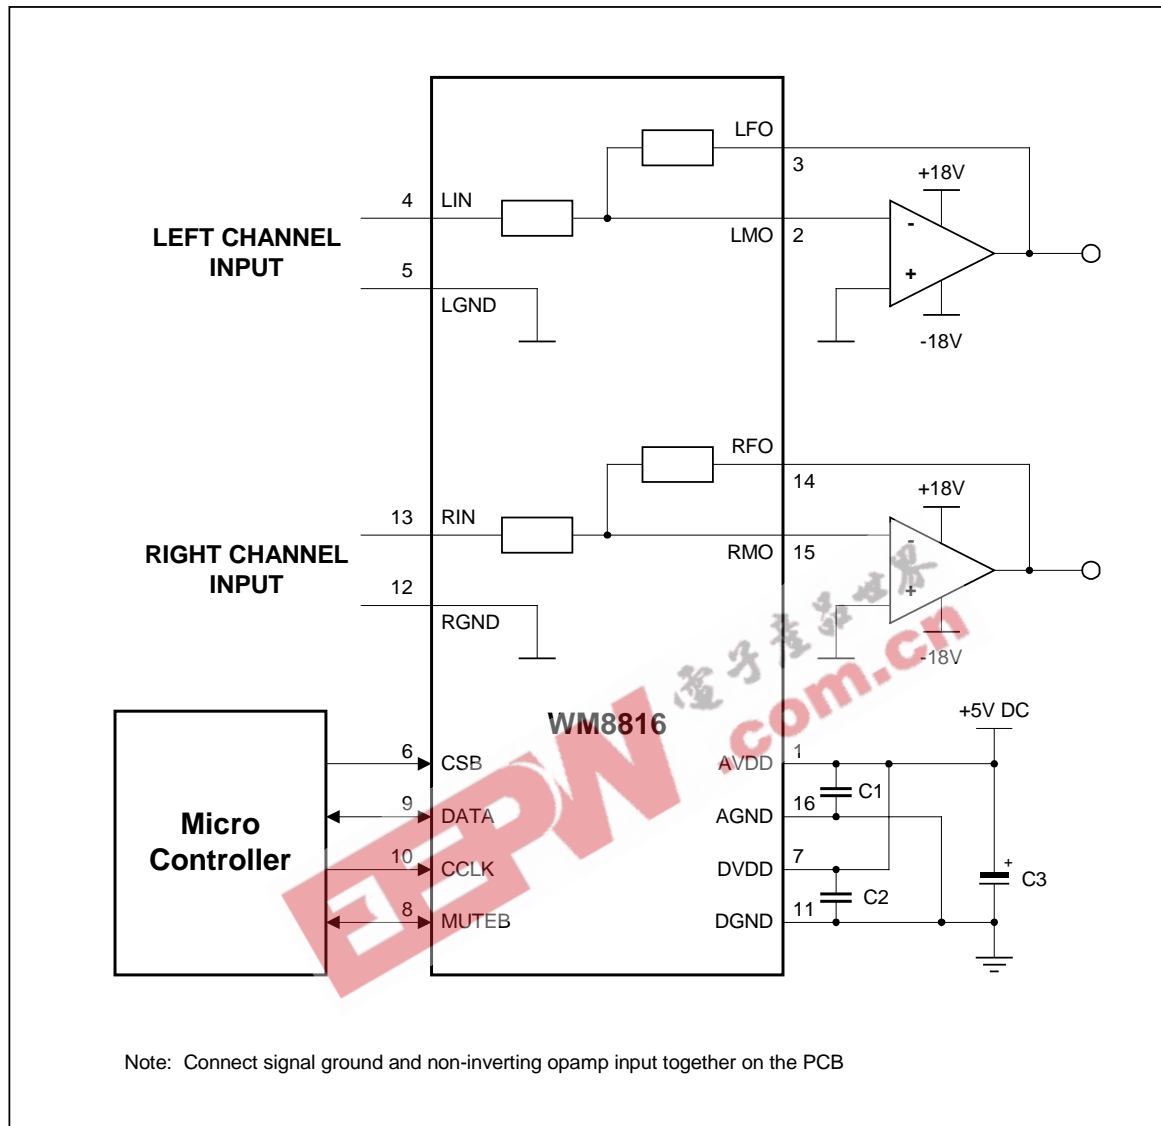 LFO
3
+18V
4 LIN
LEFT CHANNEL
INPUT
LMO 2
-
+
5
LGND
-18V
RFO
14
+18V
13 RIN
RIGHT CHANNEL
INPUT
RMO 15
-
+
12
RGND
-18V
電子產品世界
.com.cn
EEPW
WM8816
+5V DC
6 CSB
AVDD 1
C1
Micro
Controller
9 DATA
AGND 16
10 CCLK
DVDD 7
C2
+
C3
8 MUTEB
DGND 11
Note: Connect signal ground and non-inverting opamp input together on the PCB